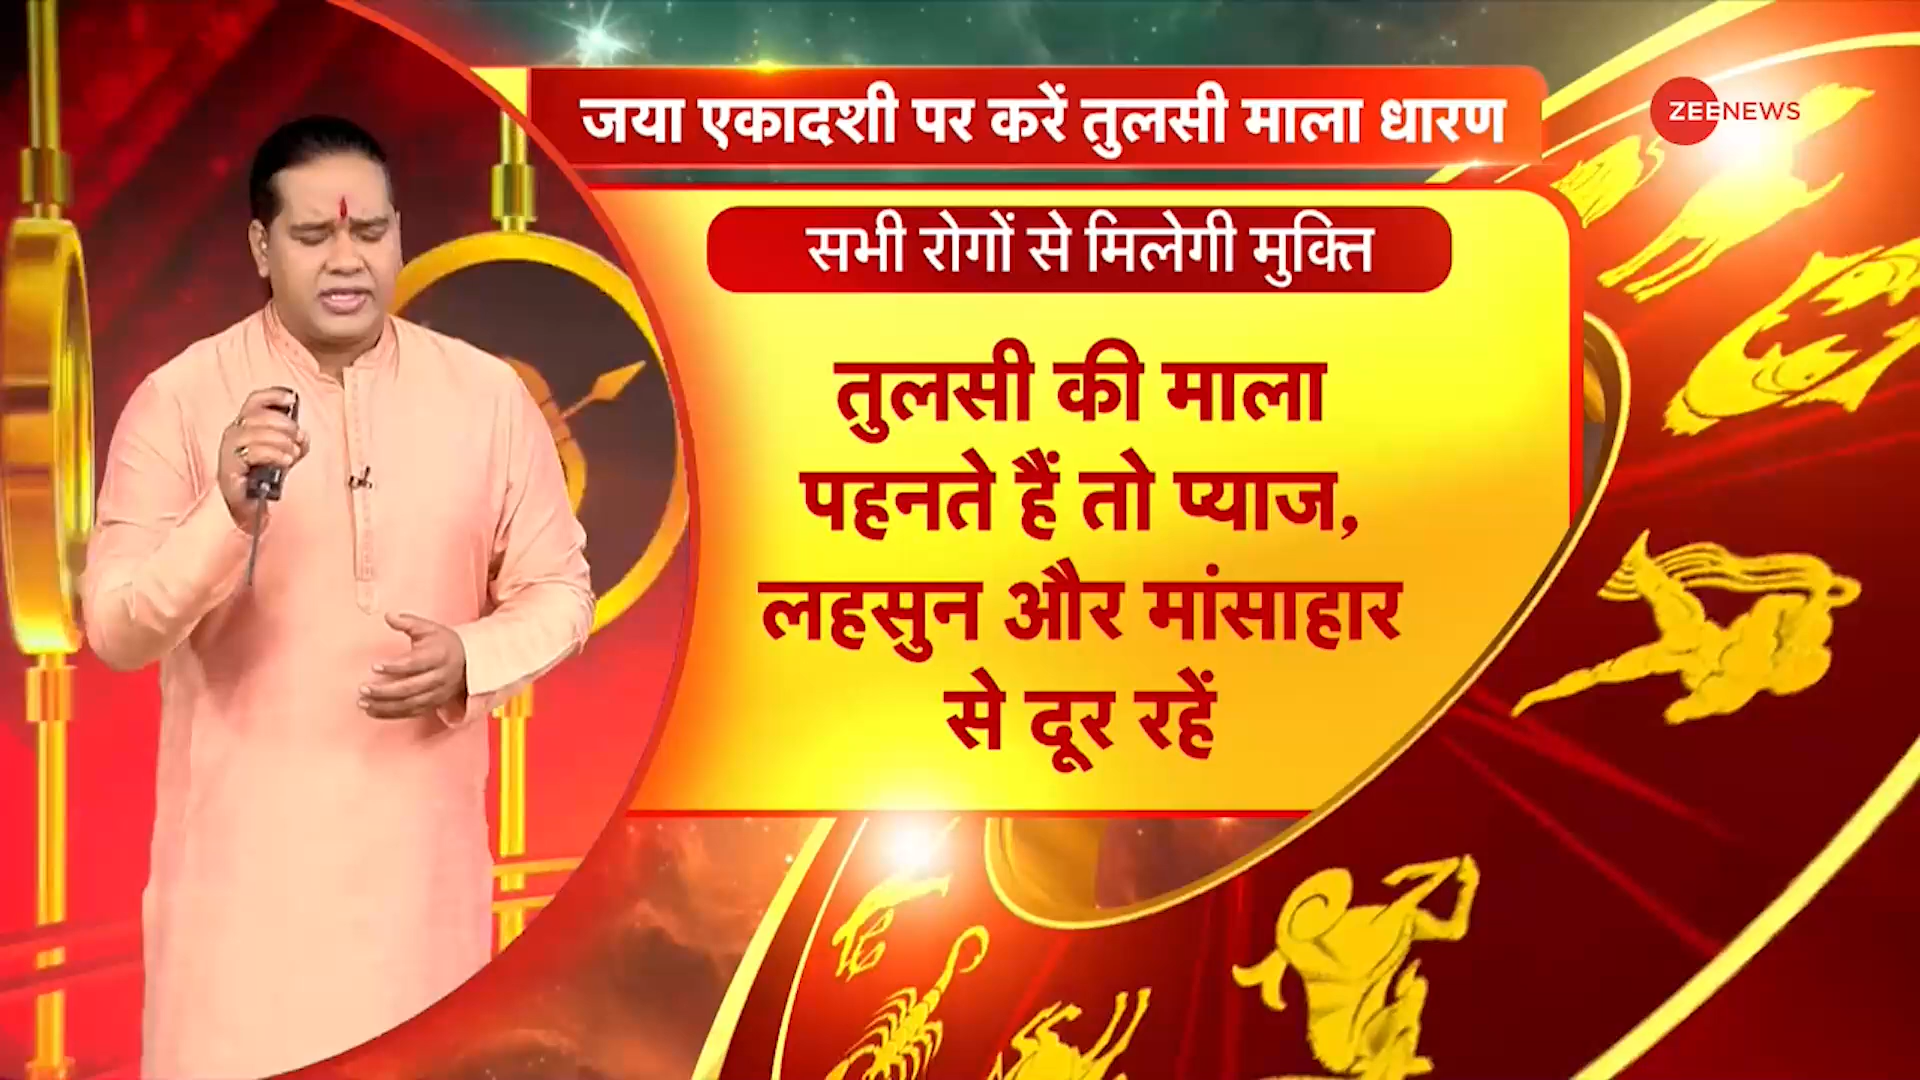 जया एकादशी पर करें तुलसी माला धारण
ZEENEWS
सभी रोगों से मिलेगी मुक्ति
तुलसी की माला
पहनते हैं तो प्याज,
लहसुन और मांसाहार
से दूर रहें